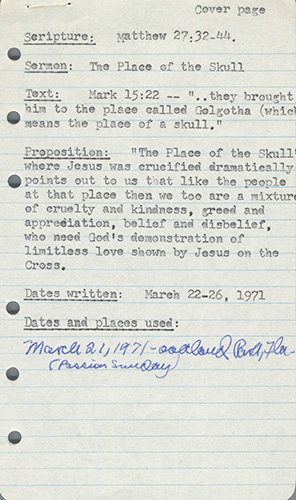 Cover page
Scripture: Matthew 27:32-44.
Sermon: The Place of the Skull
Text: Mark 15:22 -- "..they brought
him to the place called Golgotha (whic
means the place of a skull."
Proposition: "The Place of the Skull"
where Jesus was crucified dramatically
points out to us that like the people
at that place then we too are a mixture
of cruelty and kindness, greed and
appreciation, belief and disbelief,
who need God's demonstration of
limitless love shown by Jesus on the
Cross.
Dates written: March 22-26, 1971
Dates and places used:
March 21, 1971 - Oakland Park, Fla.
(Passion Sunday)